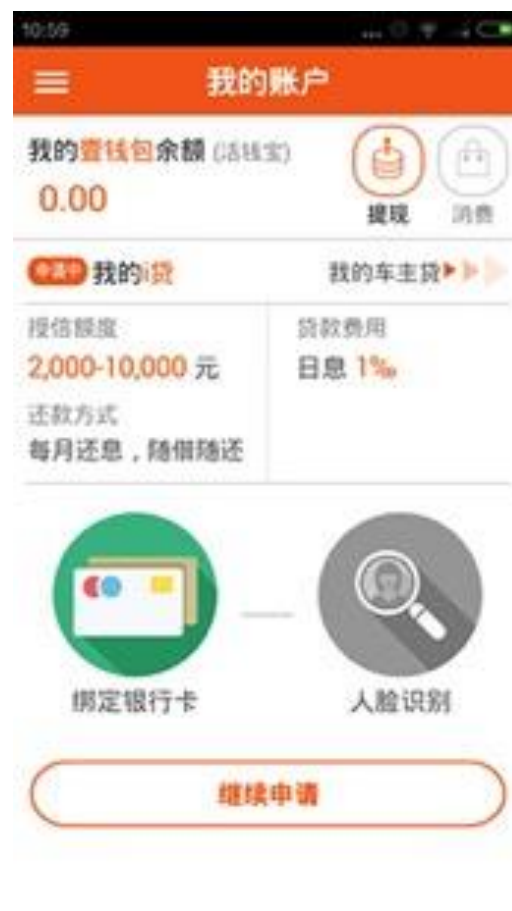 10:59
我的账户
我的壹钱包余额 (活钱宝)
0.00
提现
消费
申请中 我的i贷
我的车主贷
授信额度
2,000-10,000 元
贷款费用
日息 1‰
还款方式
每月还息，随借随还
绑定银行卡
人脸识别
继续申请